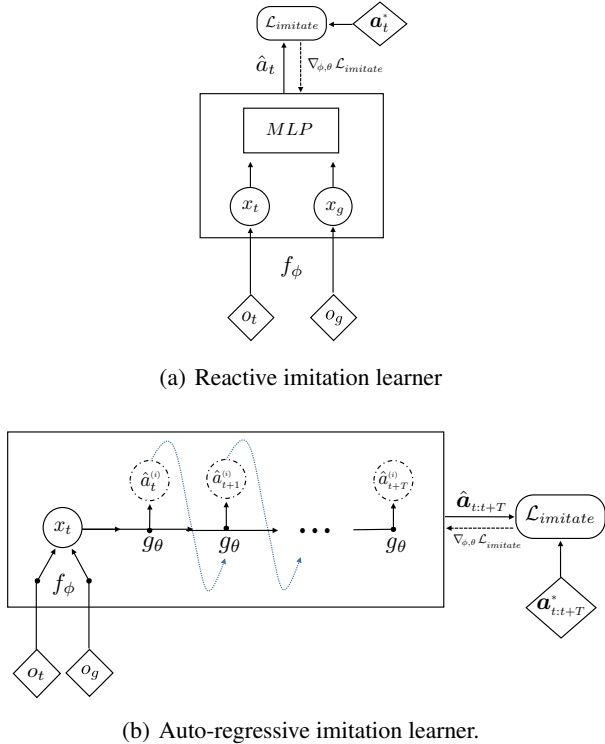 ℒ_imitate
a*_t
â_t
∇_ϕ,θ ℒ_imitate
MLP
x_t
x_g
f_ϕ
o_t
o_g
(a) Reactive imitation learner
â_t^(i)
â_t+1^(i)
â_t+T^(i)
x_t
g_θ
g_θ
•••
g_θ
f_ϕ
â_t:t+T
ℒ_imitate
∇_ϕ,θ ℒ_imitate
a*_t:t+T
o_t
o_g
(b) Auto-regressive imitation learner.